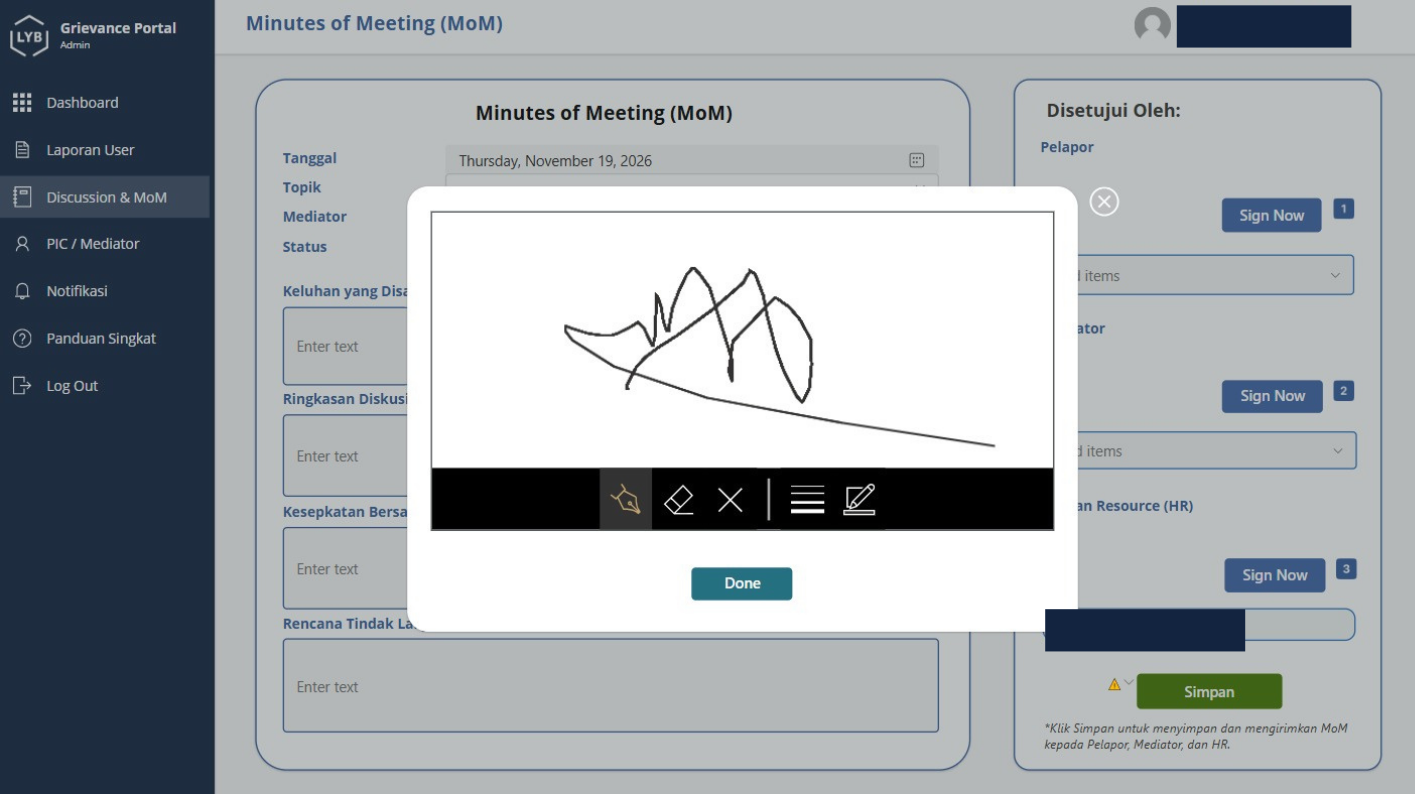 LYB
Grievance Portal
Admin
Dashboard
Laporan User
Discussion & MoM
PIC / Mediator
Notifikasi
Panduan Singkat
Log Out
Minutes of Meeting (MoM)
Minutes of Meeting (MoM)
Tanggal
Thursday, November 19, 2026
Topik
Mediator
Status
Keluhan yang Disa
Enter text
Ringkasan Diskusi
Enter text
Kesepkatan Bersa
Enter text
Rencana Tindak La
Enter text
Done
Disetujui Oleh:
Pelapor
Sign Now
1
items
ator
Sign Now
2
d items
an Resource (HR)
Sign Now
3
Simpan
*Klik Simpan untuk menyimpan dan mengirimkan MoM
kepada Pelapor, Mediator, dan HR.